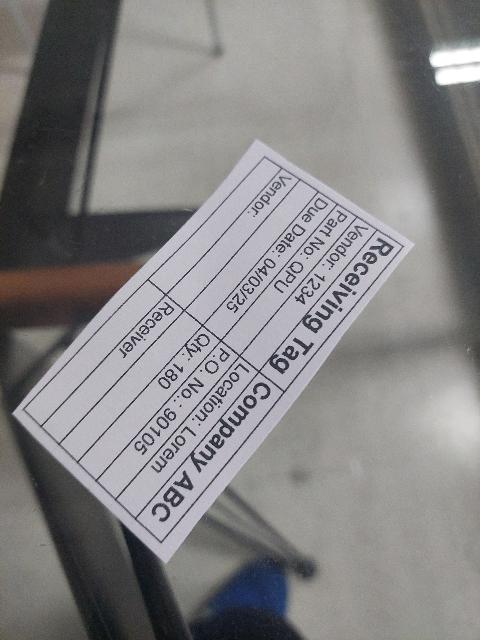 Receiving Tag Company ABC
Vendor: 1234 Location: Lorem
Part No: QPU P.O. No.: 90105
Due Date: 04/03/25 Qty: 180
Vendor: Receiver